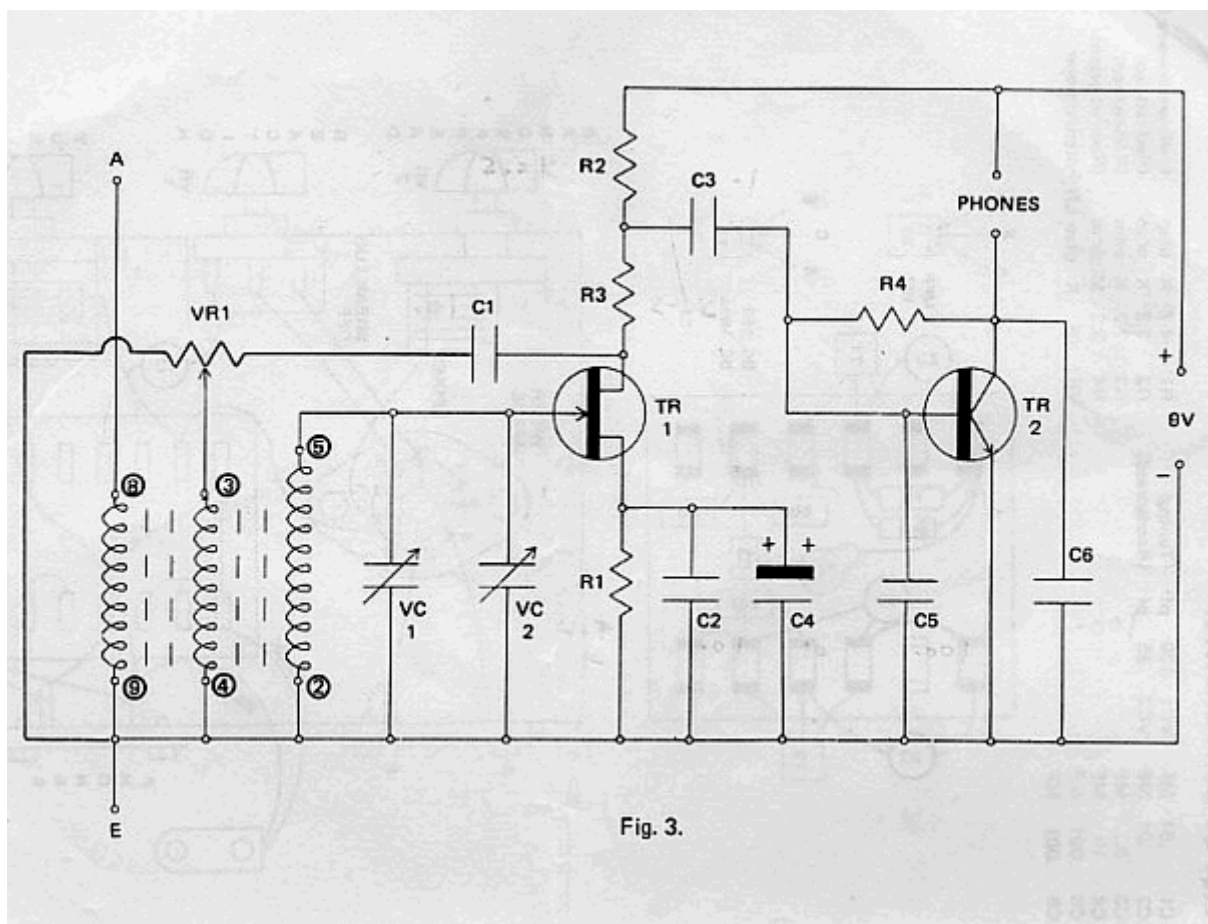 A
VR1
C1
R2
C3
R3
PHONES
R4
TR
1
TR
2
+
9V
−
⑧
③
⑤
⑨
④
②
VC
1
VC
2
R1
C2
+ +
C4
C5
C6
E
Fig. 3.